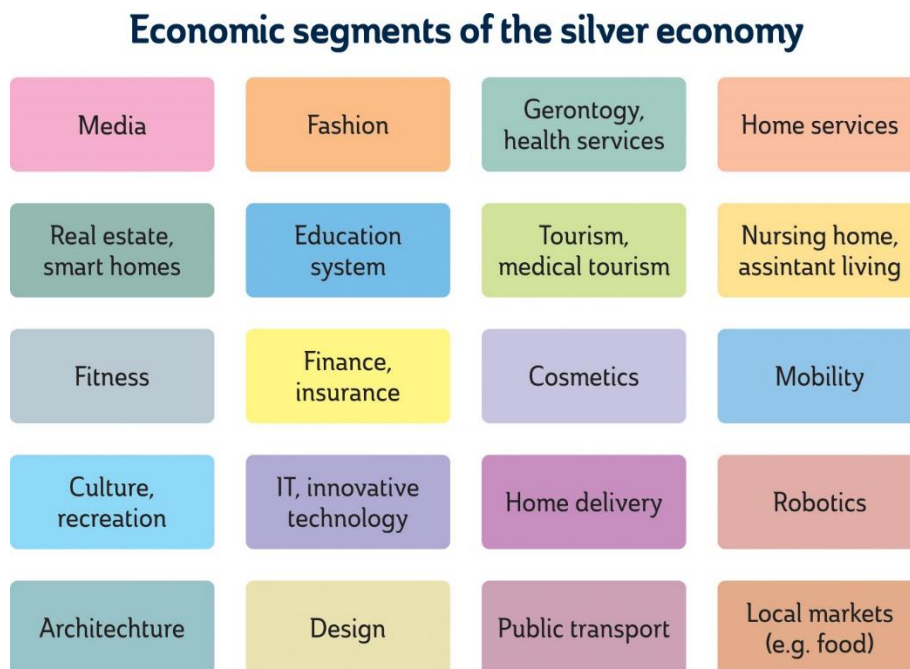 Economic segments of the silver economy
Media
Fashion
Gerontogy,
health services
Home services
Real estate,
smart homes
Education
system
Tourism,
medical tourism
Nursing home,
assintant living
Fitness
Finance,
insurance
Cosmetics
Mobility
Culture,
recreation
IT, innovative
technology
Home delivery
Robotics
Architechture
Design
Public transport
Local markets
(e.g. food)